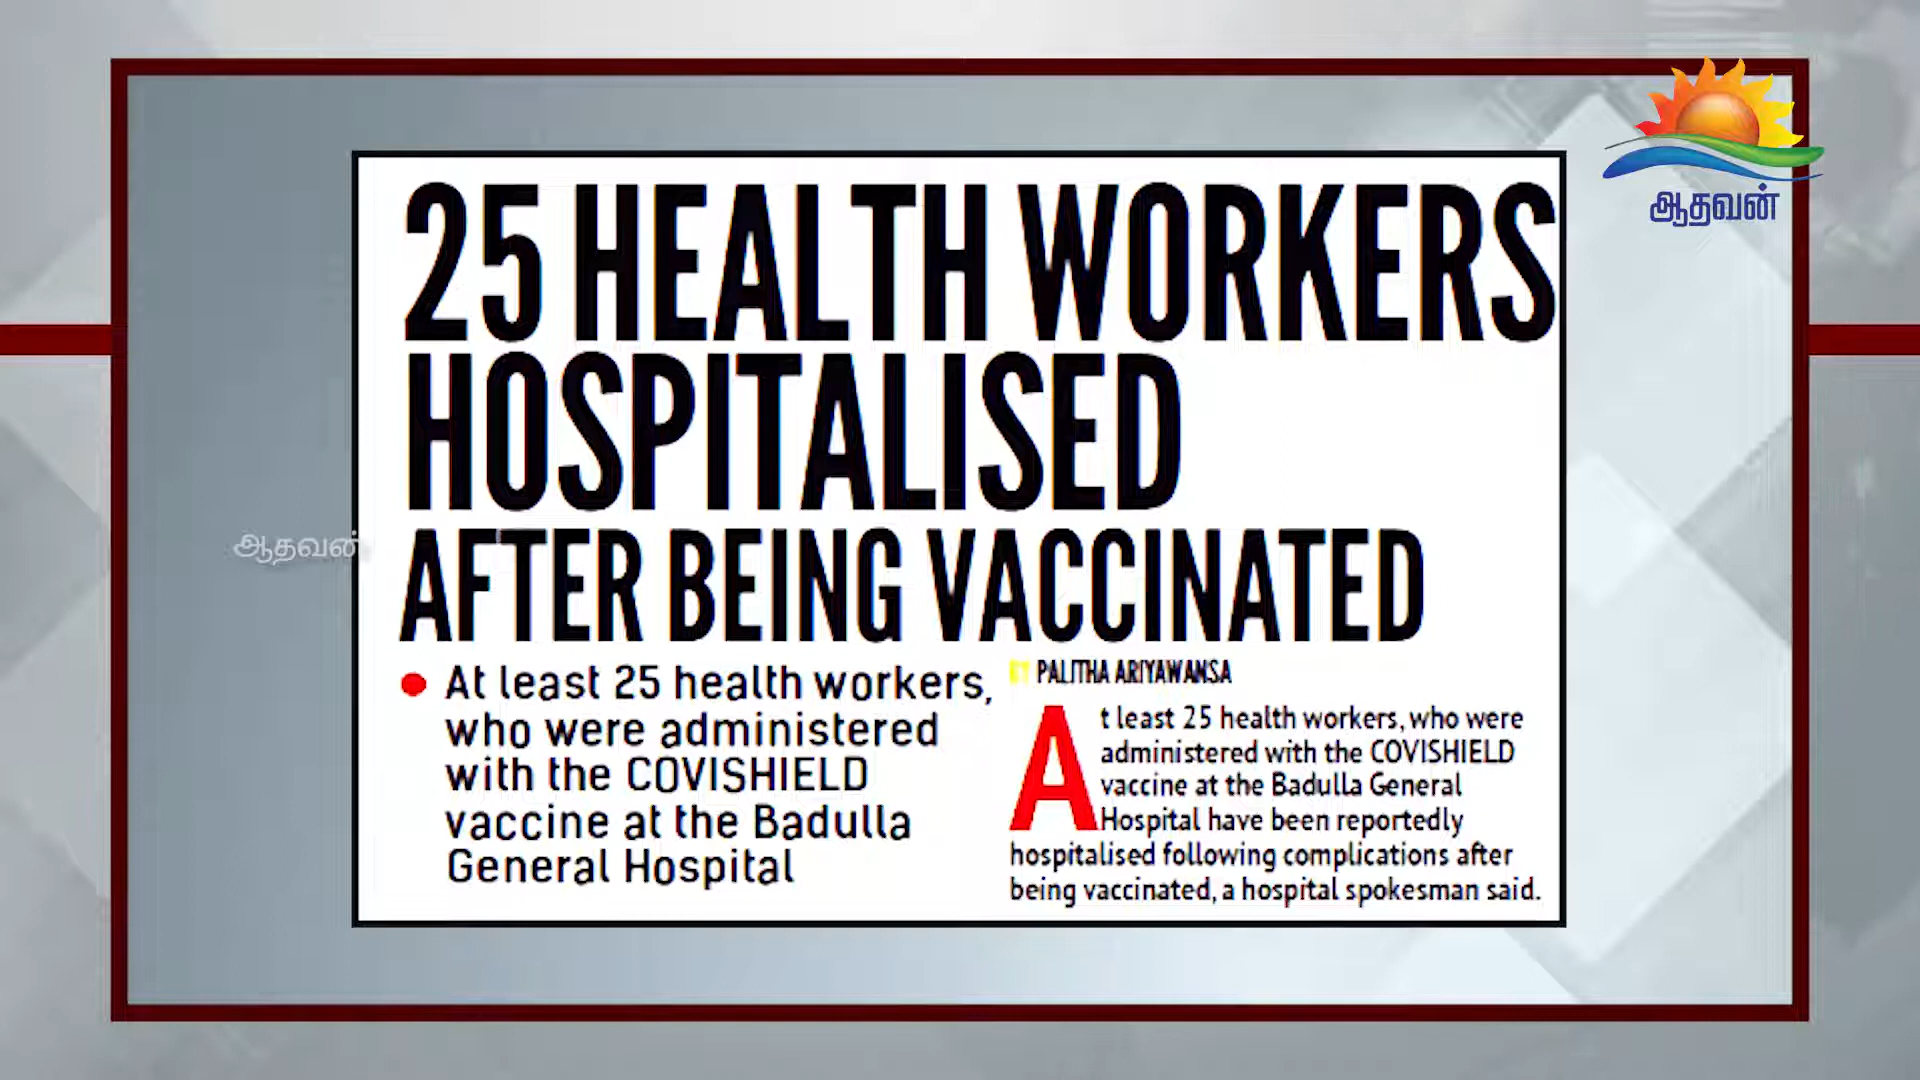 ஆதவன்
25 HEALTH WORKERS
HOSPITALISED
AFTER BEING VACCINATED
ஆதவன்
At least 25 health workers,
who were administered
with the COVISHIELD
vaccine at the Badulla
General Hospital
BY PALITHA ARIYAWANSA
At least 25 health workers, who were
administered with the COVISHIELD
vaccine at the Badulla General
Hospital have been reportedly
hospitalised following complications after
being vaccinated, a hospital spokesman said.